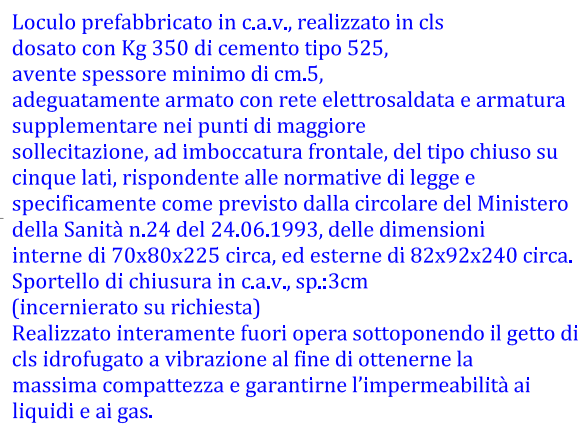 Loculo prefabbricato in c.a.v., realizzato in cls
dosato con Kg 350 di cemento tipo 525,
avente spessore minimo di cm.5,
adeguatamente armato con rete elettrosaldata e armatura
supplementare nei punti di maggiore
sollecitazione, ad imboccatura frontale, del tipo chiuso su
cinque lati, rispondente alle normative di legge e
specificamente come previsto dalla circolare del Ministero
della Sanità n.24 del 24.06.1993, delle dimensioni
interne di 70x80x225 circa, ed esterne di 82x92x240 circa.
Sportello di chiusura in c.a.v., sp.:3cm
(incernierato su richiesta)
Realizzato interamente fuori opera sottoponendo il getto di
cls idrofugato a vibrazione al fine di ottenerne la
massima compattezza e garantirne l'impermeabilità ai
liquidi e ai gas.